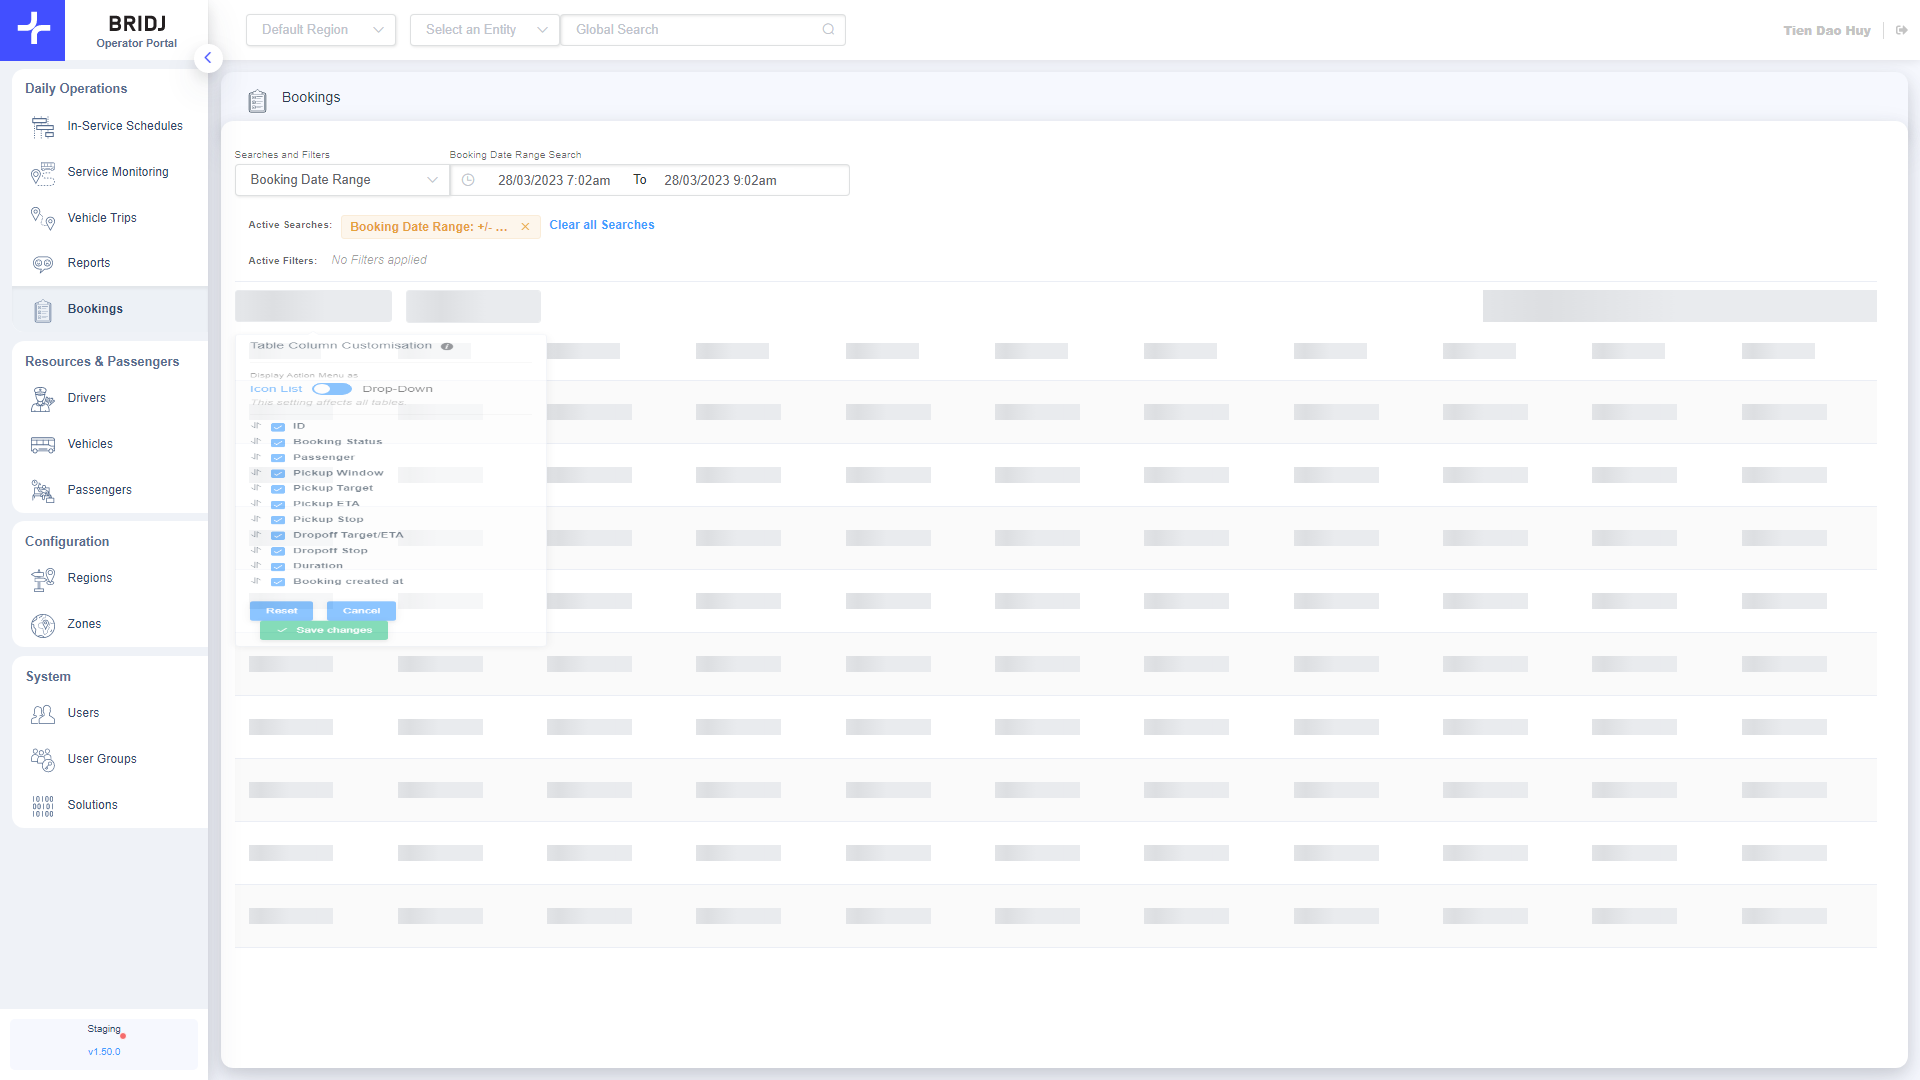 BRIDJ
Operator Portal
Default Region
Select an Entity
Global Search
Tien Dao Huy
Daily Operations
In-Service Schedules
Service Monitoring
Vehicle Trips
Reports
Bookings
Resources & Passengers
Drivers
Vehicles
Passengers
Configuration
Regions
Zones
System
Users
User Groups
Solutions
Staging
v1.50.0
Bookings
Searches and Filters
Booking Date Range Search
Booking Date Range
28/03/2023 7:02am To 28/03/2023 9:02am
Active Searches: Booking Date Range: +/- ... Clear all Searches
Active Filters: No Filters applied
Table Column Customisation
Display Action Menu as
Icon List Drop-Down
This setting affects all tables.
ID
Booking Status
Passenger
Pickup Window
Pickup Target
Pickup ETA
Pickup Stop
Dropoff Target/ETA
Dropoff Stop
Duration
Booking created at
Reset Cancel
Save changes